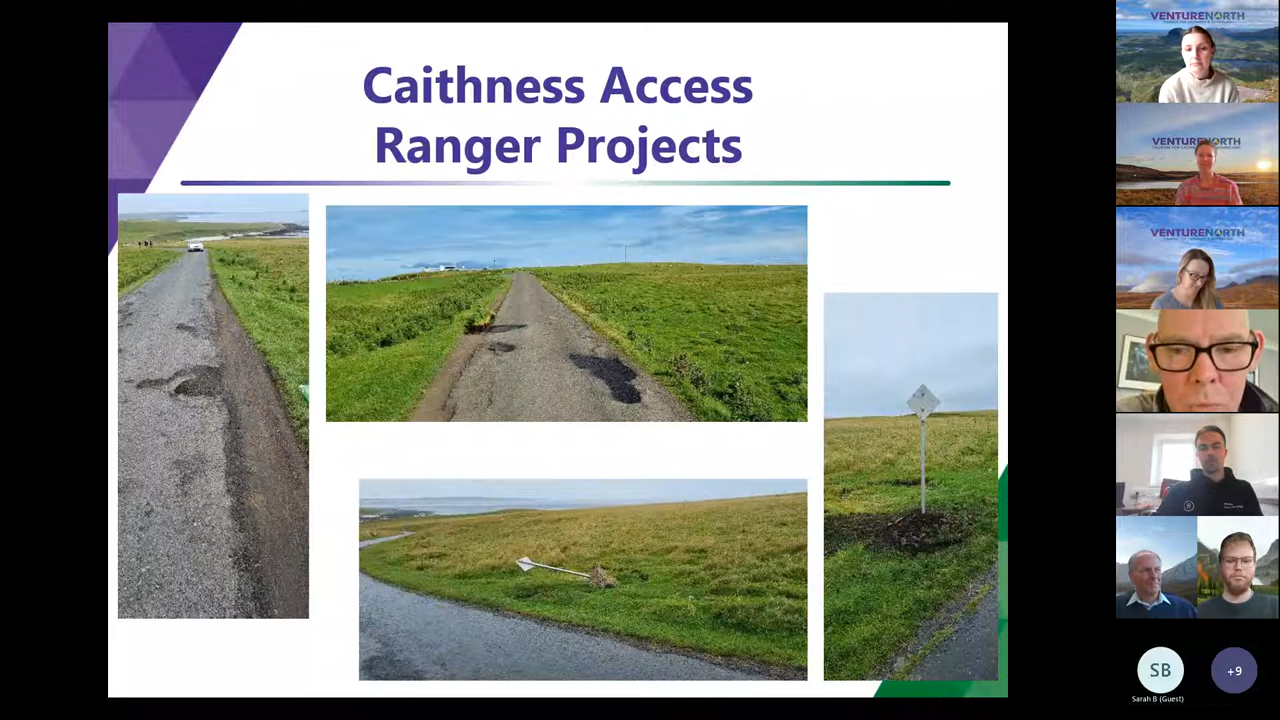 Caithness Access
Ranger Projects
VENTURENORTH
VENTURENORTH
VENTURENORTH
SB
Sarah B (Guest)
+9